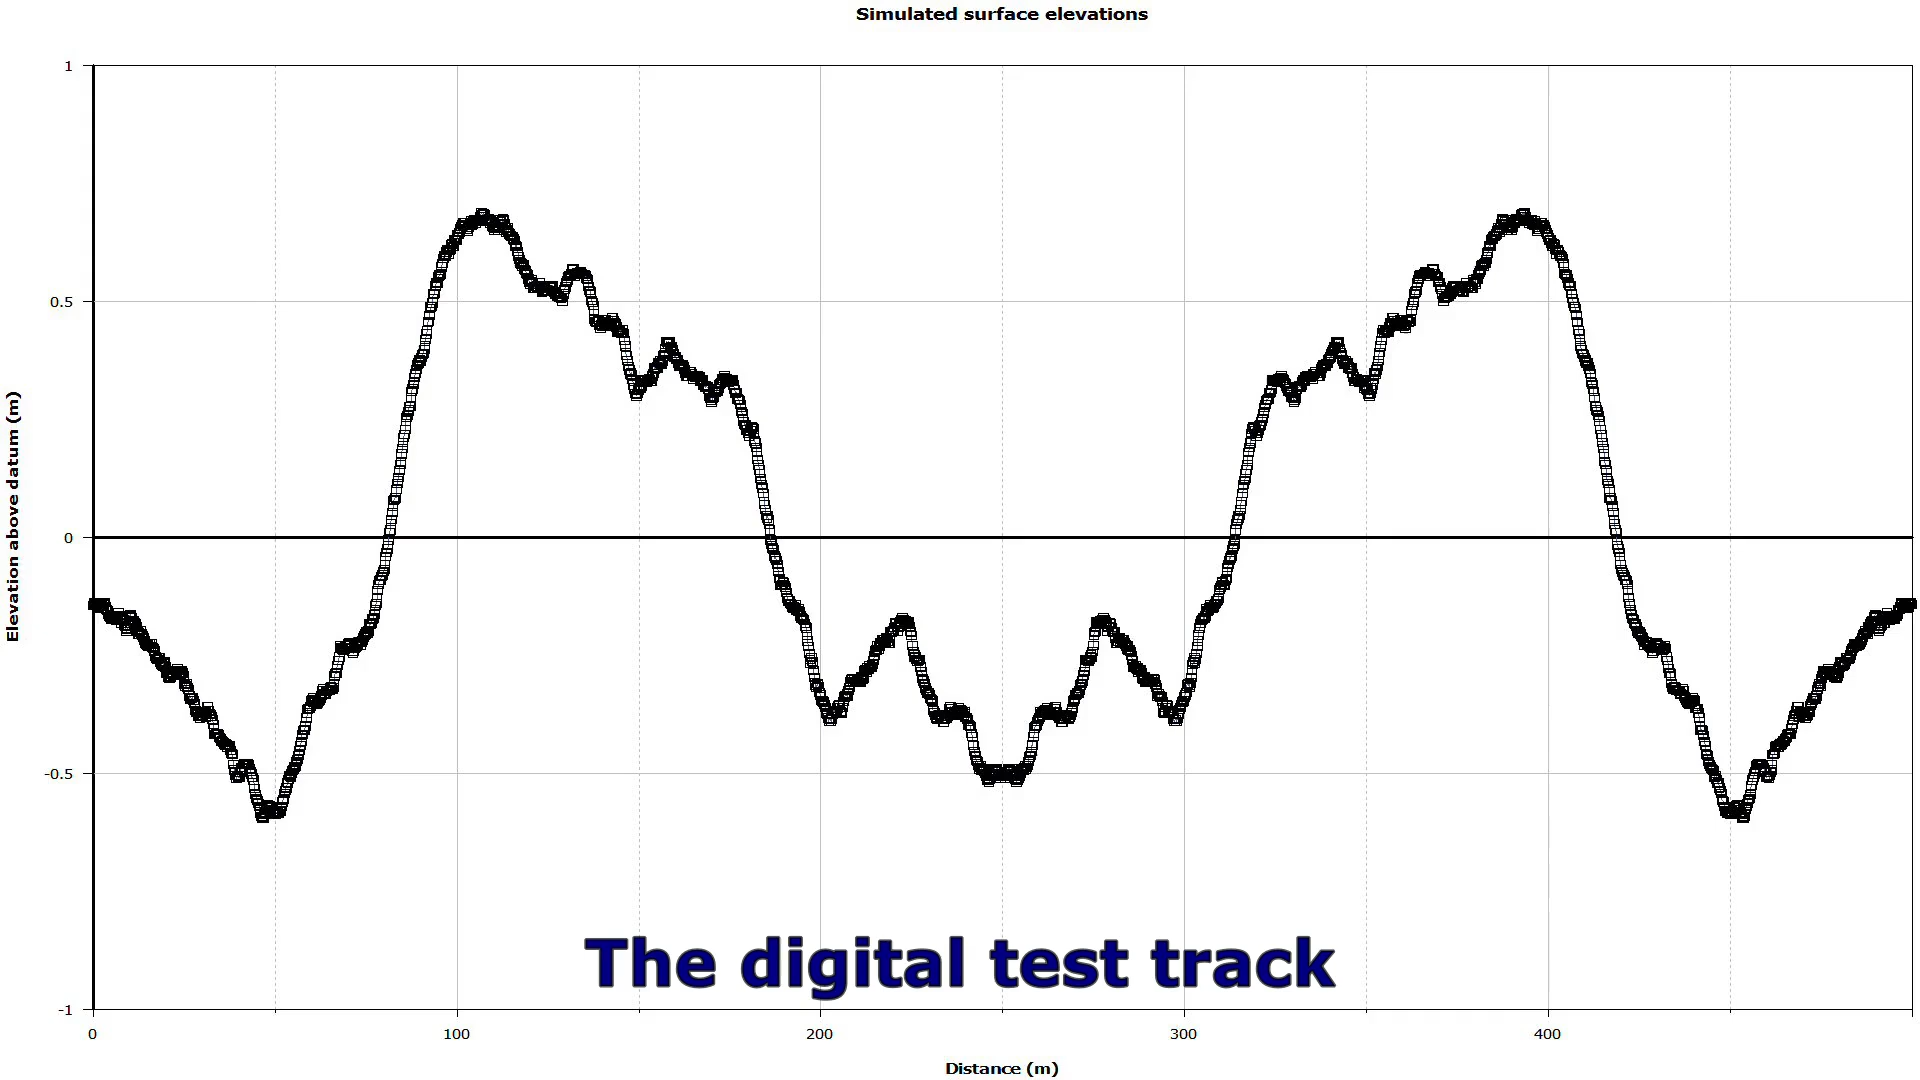 Simulated surface elevations
1
0.5
0
-0.5
-1
Elevation above datum (m)
The digital test track
0 100 200 300 400
Distance (m)